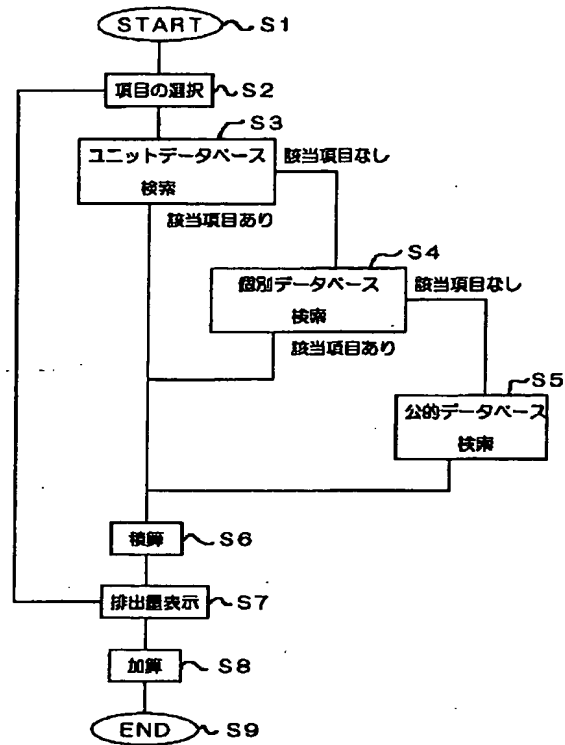 START S1
項目の選択 S2
S3
ユニットデータベース
検索
該当項目なし
該当項目あり
S4
個別データベース
検索
該当項目なし
該当項目あり
S5
公的データベース
検索
積算 S6
排出量表示 S7
加算 S8
END S9